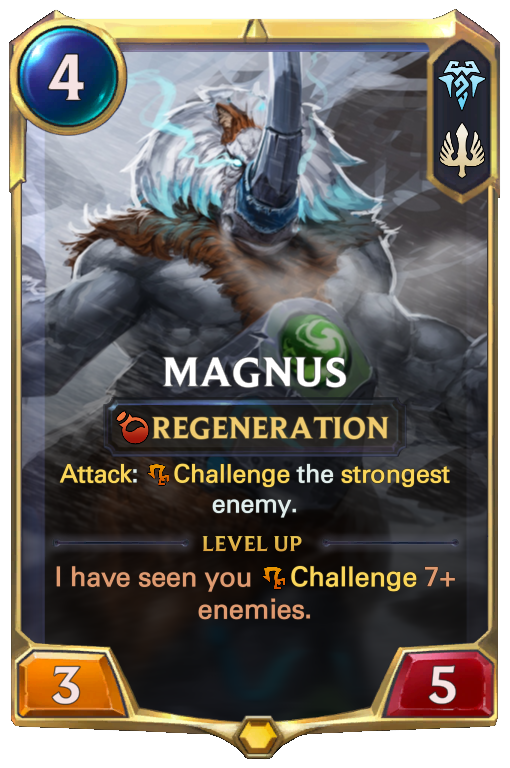 4
MAGNUS
REGENERATION
Attack: Challenge the strongest
enemy.
LEVEL UP
I have seen you Challenge 7+
enemies.
3
5